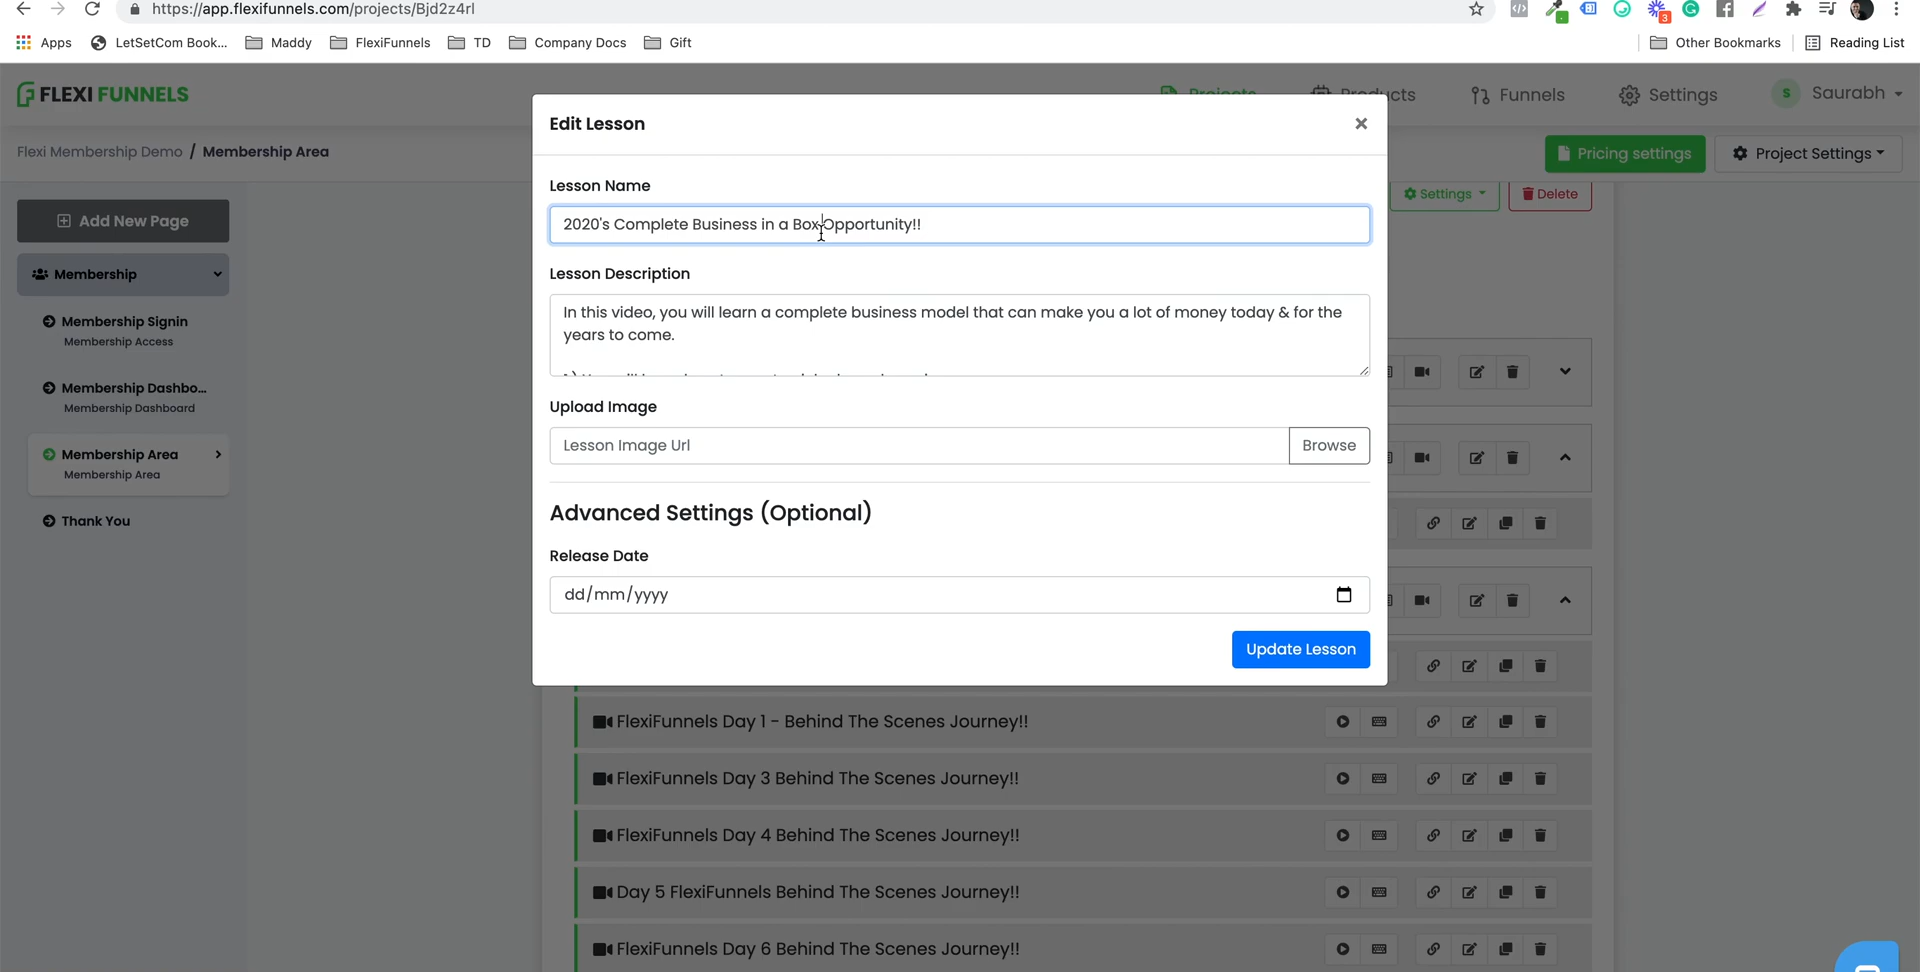 https://app.flexifunnels.com/projects/Bjd2z4rl
3
Apps
LetSetCom Book...
Maddy
FlexiFunnels
TD
Company Docs
Gift
Other Bookmarks
Reading List
FLEXI FUNNELS
Projects
Products
Funnels
Settings
S
Saurabh
Flexi Membership Demo / Membership Area
Pricing settings
Project Settings
Settings
Delete
Add New Page
Membership
Membership Signin
Membership Access
Membership Dashbo...
Membership Dashboard
Membership Area
Membership Area
Thank You
Edit Lesson
×
Lesson Name
2020's Complete Business in a Box Opportunity!!
Lesson Description
In this video, you will learn a complete business model that can make you a lot of money today & for the
years to come.
Upload Image
Lesson Image Url
Browse
Advanced Settings (Optional)
Release Date
dd/mm/yyyy
Update Lesson
FlexiFunnels Day 1 - Behind The Scenes Journey!!
FlexiFunnels Day 3 Behind The Scenes Journey!!
FlexiFunnels Day 4 Behind The Scenes Journey!!
Day 5 FlexiFunnels Behind The Scenes Journey!!
FlexiFunnels Day 6 Behind The Scenes Journey!!